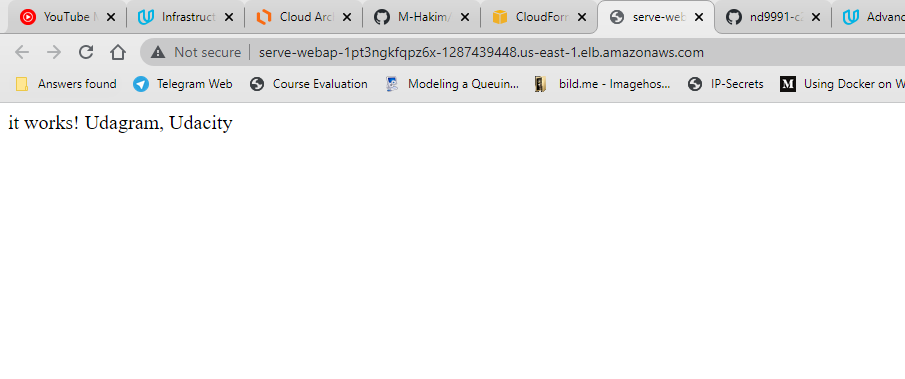 YouTube M
Infrastruct
Cloud Arc
M-Hakim/
CloudForm
serve-web
nd9991-c
Advanc
Not secure
serve-webap-1pt3ngkfqpz6x-1287439448.us-east-1.elb.amazonaws.com
Answers found
Telegram Web
Course Evaluation
Modeling a Queuin...
bild.me - Imagehos...
IP-Secrets
Using Docker on W
it works! Udagram, Udacity